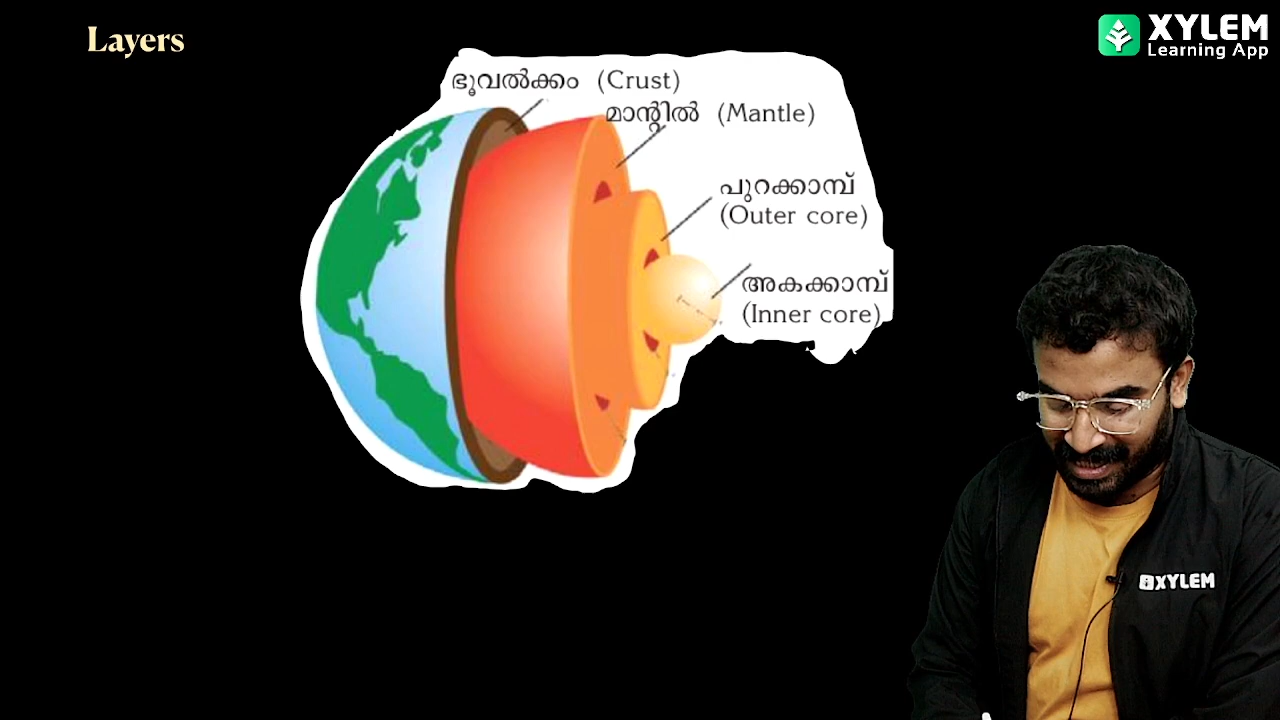 Layers
XYLEM
Learning App
ഭൂവൽക്കം (Crust)
മാന്റിൽ (Mantle)
പുറക്കാമ്പ്
(Outer core)
അകക്കാമ്പ്
(Inner core)
XYLEM